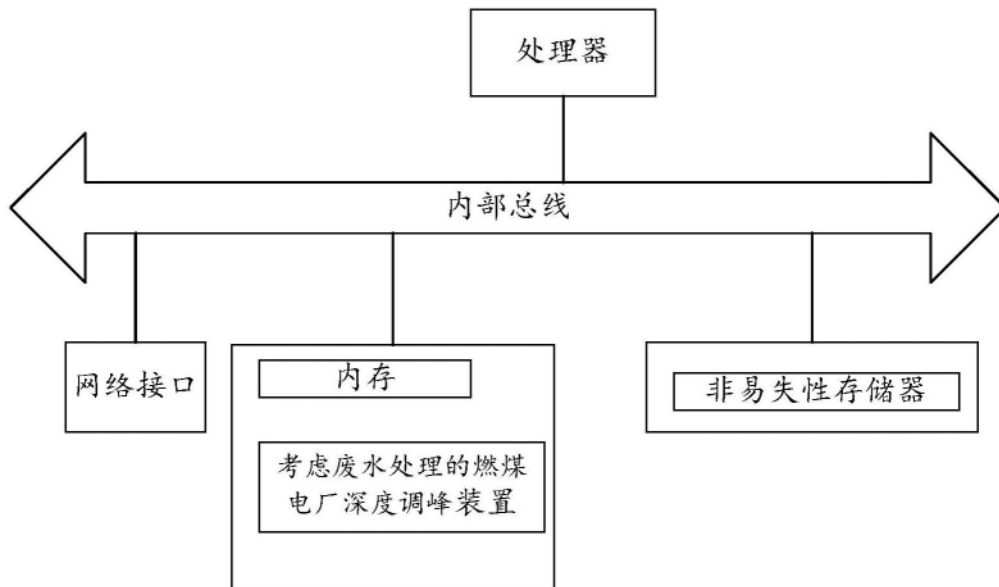 处理器
内部总线
网络接口
内存
非易失性存储器
考虑废水处理的燃煤
电厂深度调峰装置